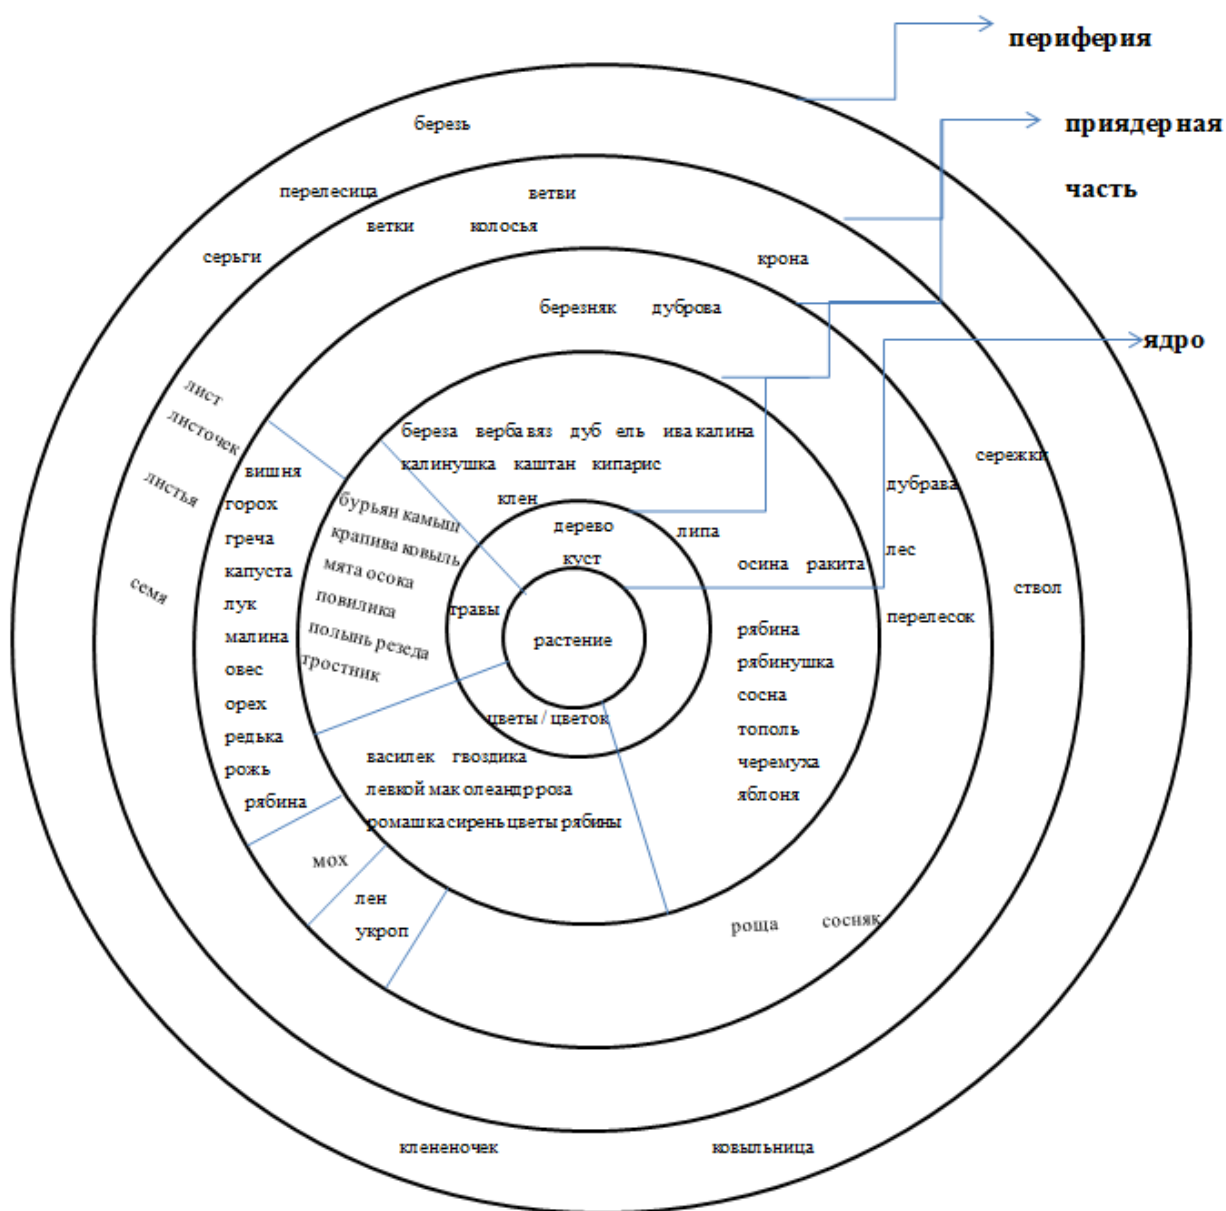 периферия
березь
приядерная
часть
перелесица
ветви
ветки колосья
серьги
крона
березняк дуброва
ядро
лист
листочек
листья
семя
береза верба вяз дуб ель ива калина
калинушка каштан кипарис
клен
сережки
вишня
горох
греча
капуста
лук
малина
овес
орех
редька
рожь
рябина
бурьян камыш
крапива ковыль
мята осока
повилика
полынь резеда
тростник
дерево
куст
травы
растение
цветы / цветок
липа
осина ракита
рябина
рябинушка
сосна
тополь
черемуха
яблоня
дубрава
лес
перелесок
ствол
василек гвоздика
левкой мак олеандр роза
ромашка сирень цветы рябины
мох
лен
укроп
роща сосняк
клененочек ковыльница